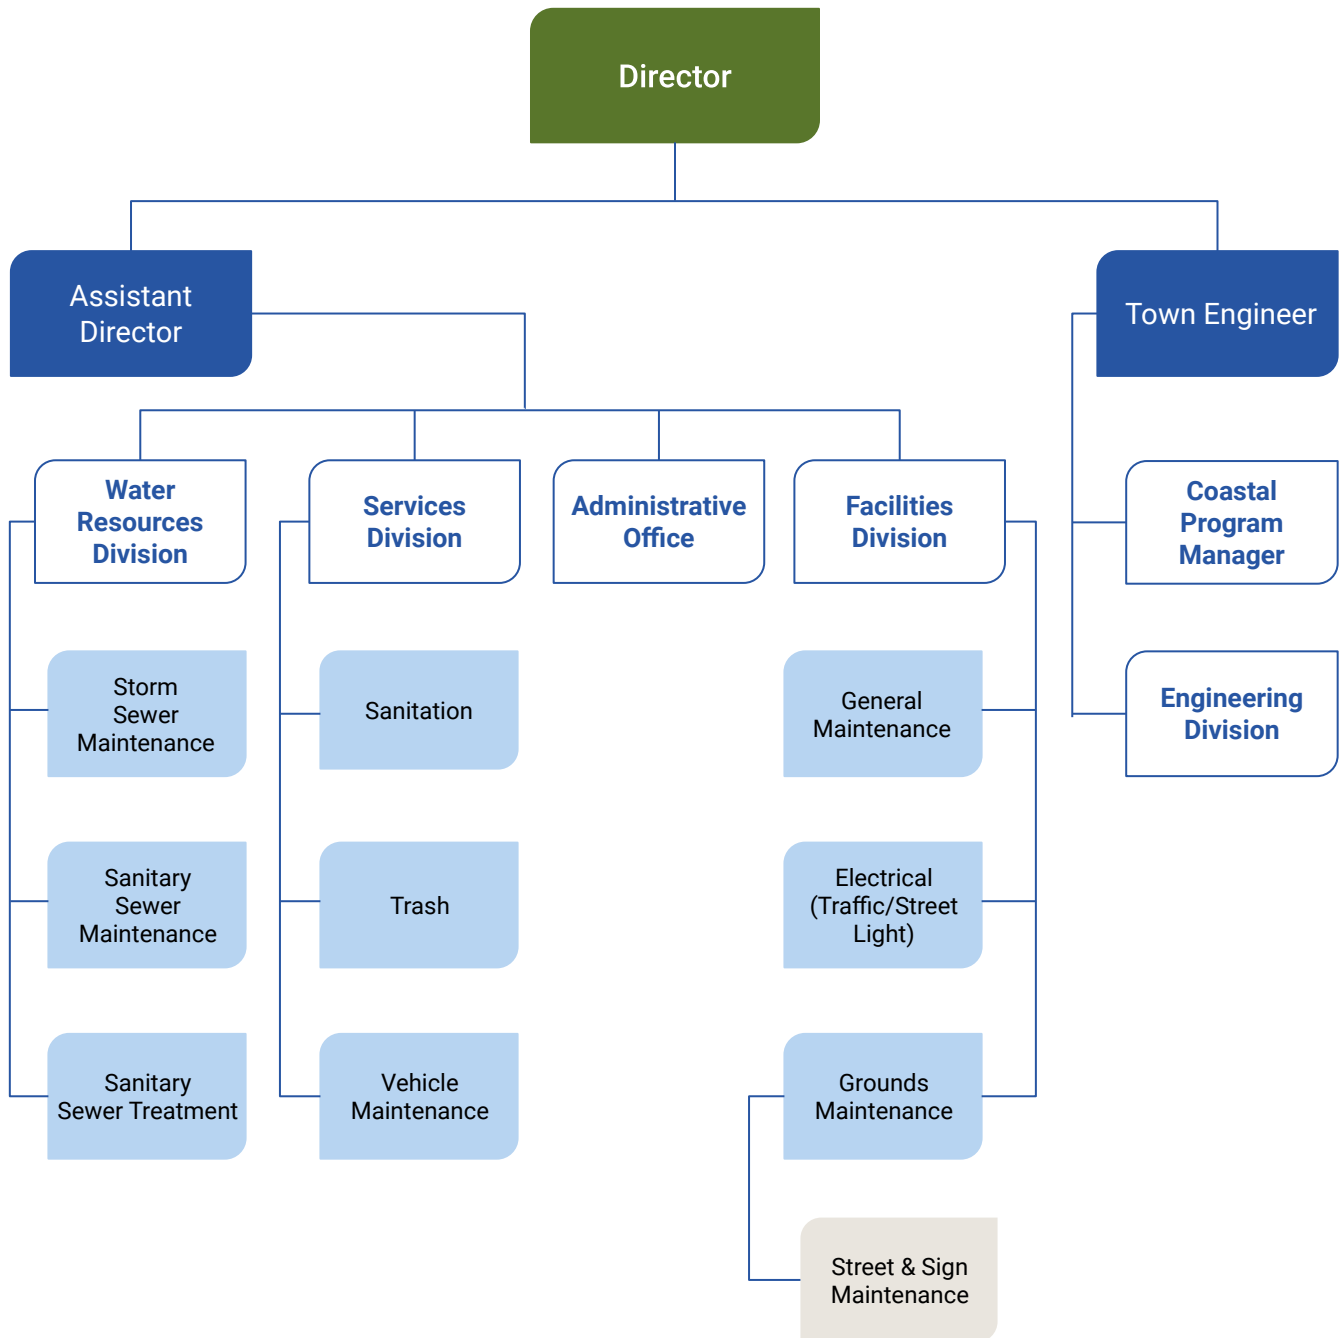 Director
Assistant
Director
Town Engineer
Water
Resources
Division
Services
Division
Administrative
Office
Facilities
Division
Coastal
Program
Manager
Storm
Sewer
Maintenance
Sanitation
General
Maintenance
Engineering
Division
Sanitary
Sewer
Maintenance
Trash
Electrical
(Traffic/Street
Light)
Sanitary
Sewer Treatment
Vehicle
Maintenance
Grounds
Maintenance
Street & Sign
Maintenance